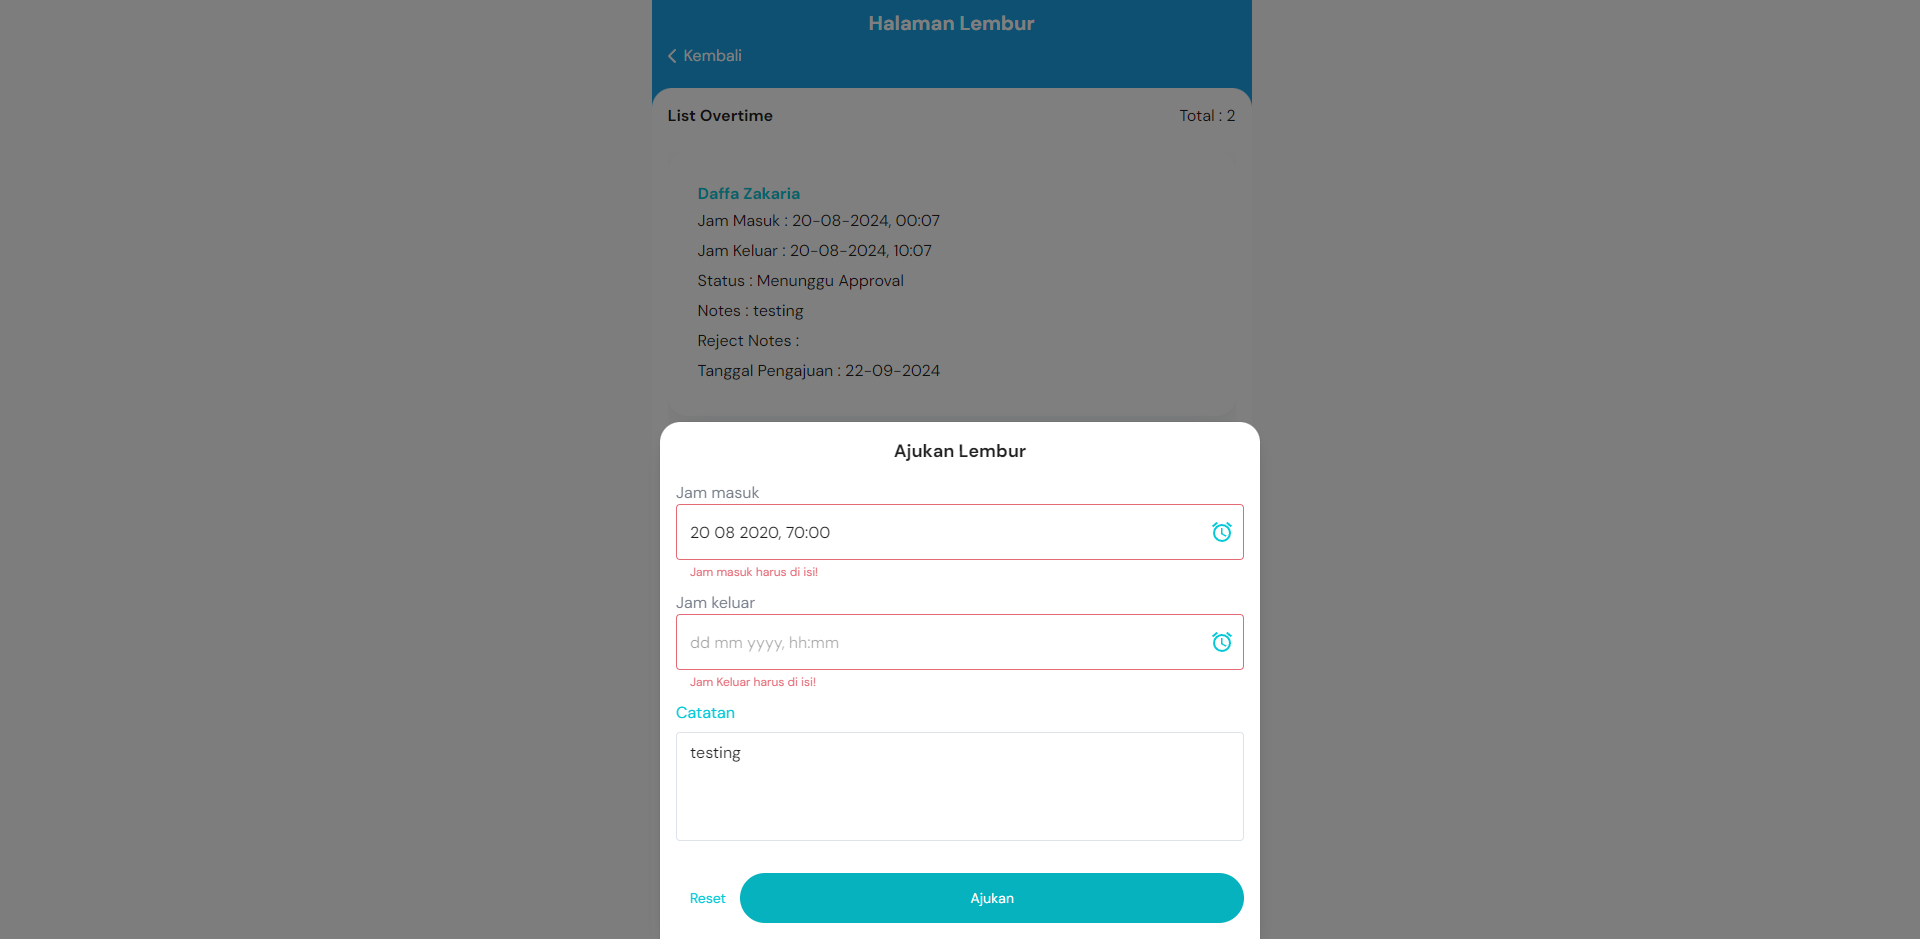 Halaman Lembur
Kembali
List Overtime
Total : 2
Daffa Zakaria
Jam Masuk : 20-08-2024, 00:07
Jam Keluar : 20-08-2024, 10:07
Status : Menunggu Approval
Notes : testing
Reject Notes :
Tanggal Pengajuan : 22-09-2024
Ajukan Lembur
Jam masuk
20 08 2020, 70:00
Jam masuk harus di isi!
Jam keluar
dd mm yyyy, hh:mm
Jam Keluar harus di isi!
Catatan
testing
Reset
Ajukan